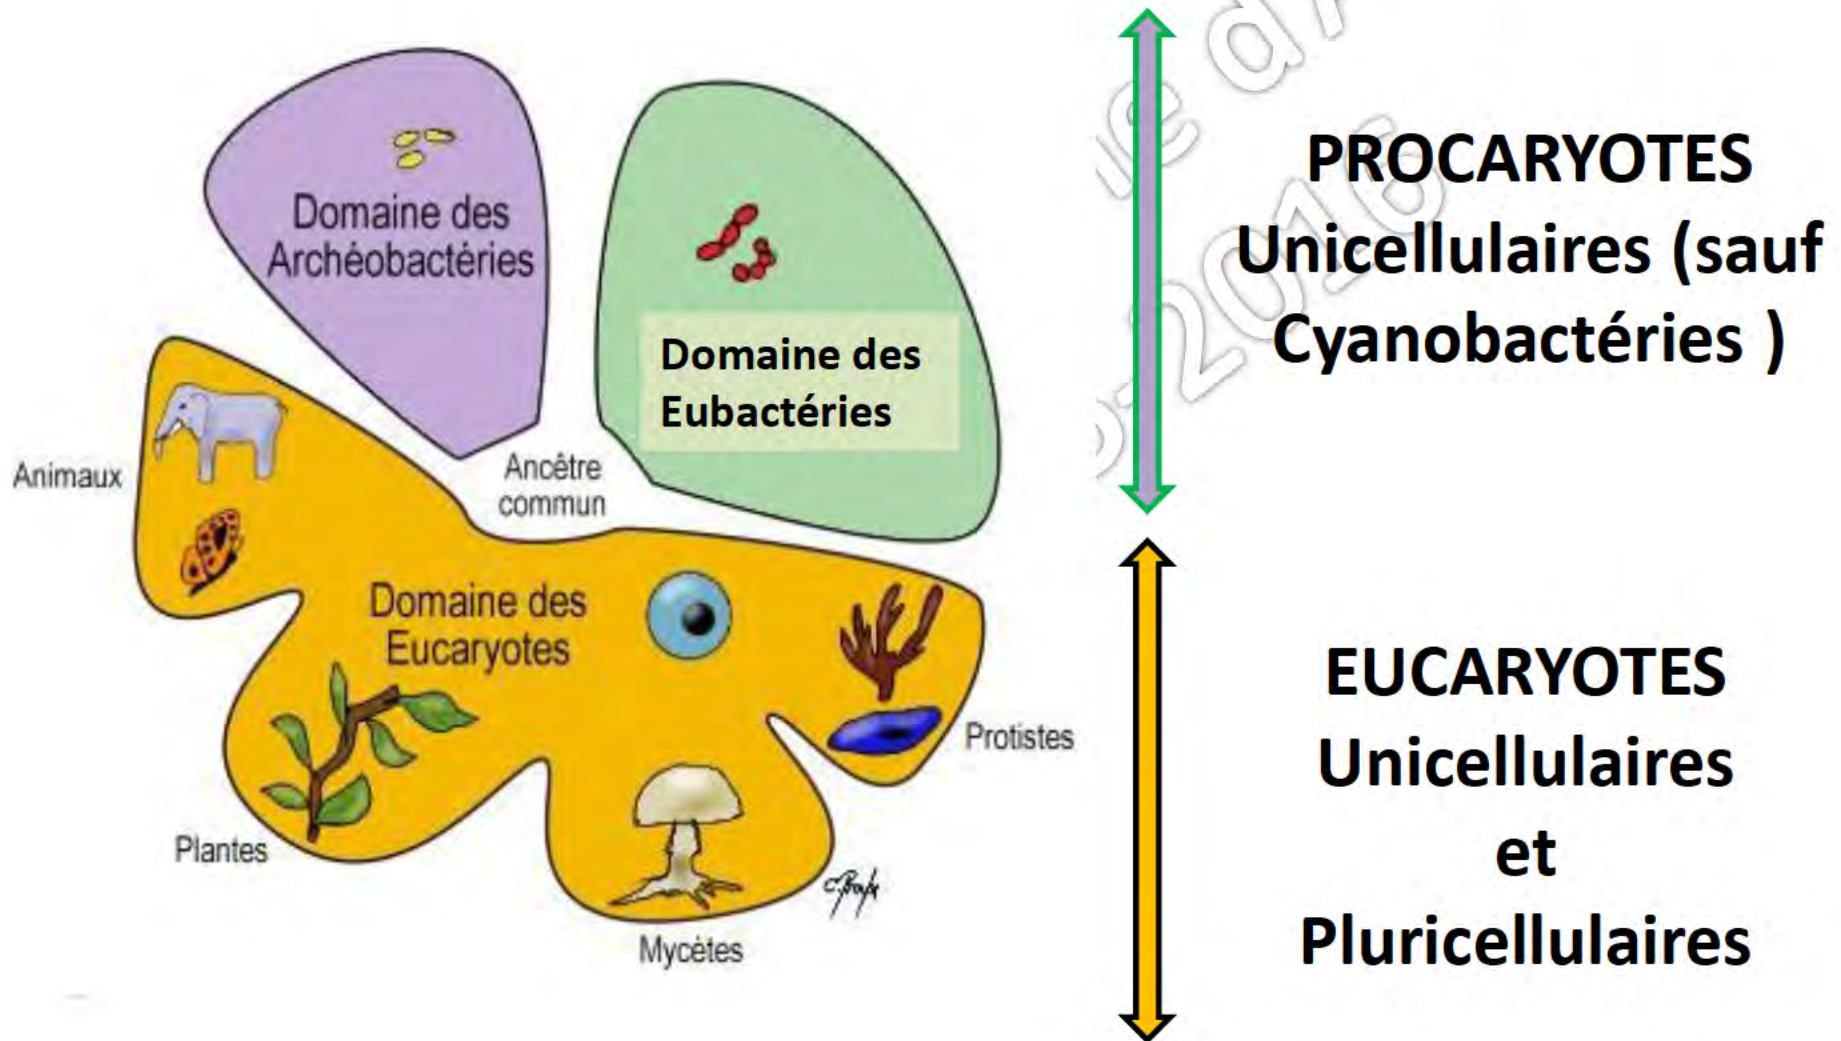 Domaine des
Archéobactéries
Domaine des
Eubactéries
Ancêtre
commun
Animaux
Domaine des
Eucaryotes
Plantes
Mycètes
Protistes
PROCARYOTES
Unicellulaires (sauf
Cyanobactéries )
EUCARYOTES
Unicellulaires
et
Pluricellulaires
2016